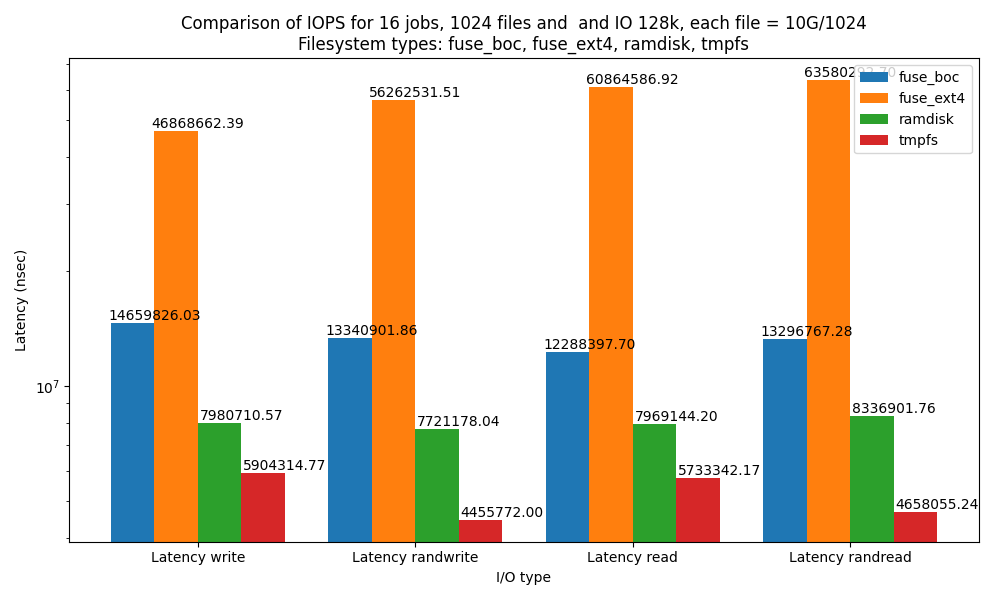 Comparison of IOPS for 16 jobs, 1024 files and  and IO 128k, each file = 10G/1024
Filesystem types: fuse_boc, fuse_ext4, ramdisk, tmpfs
fuse_boc
fuse_ext4
ramdisk
tmpfs
46868662.39
56262531.51
60864586.92
14659826.03
13340901.86
12288397.70
13296767.28
7980710.57
7721178.04
7969144.20
8336901.76
5904314.77
4455772.00
5733342.17
4658055.24
Latency (nsec)
10⁷
Latency write
Latency randwrite
Latency read
Latency randread
I/O type